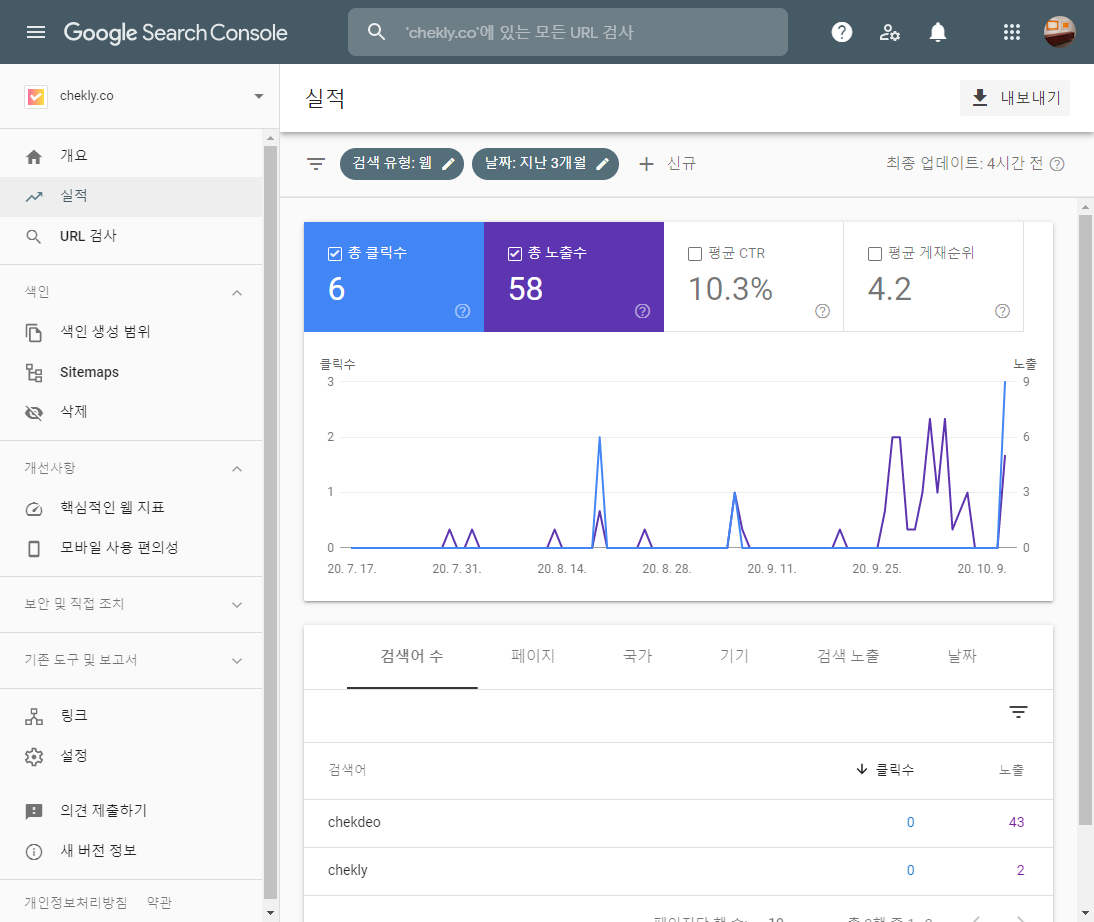 Google Search Console
'chekly.co'에 있는 모든 URL 검사
chekly.co
개요
실적
URL 검사
색인
색인 생성 범위
Sitemaps
삭제
개선사항
핵심적인 웹 지표
모바일 사용 편의성
보안 및 직접 조치
기존 도구 및 보고서
링크
설정
의견 제출하기
새 버전 정보
개인정보처리방침 약관
실적
내보내기
검색 유형: 웹 날짜: 지난 3개월 신규 최종 업데이트: 4시간 전
총 클릭수
6
총 노출수
58
평균 CTR
10.3%
평균 게재순위
4.2
클릭수 노출
3 9
2 6
1 3
0 0
20. 7. 17. 20. 7. 31. 20. 8. 14. 20. 8. 28. 20. 9. 11. 20. 9. 25. 20. 10. 9.
검색어 수 페이지 국가 기기 검색 노출 날짜
검색어 클릭수 노출
chekdeo 0 43
chekly 0 2